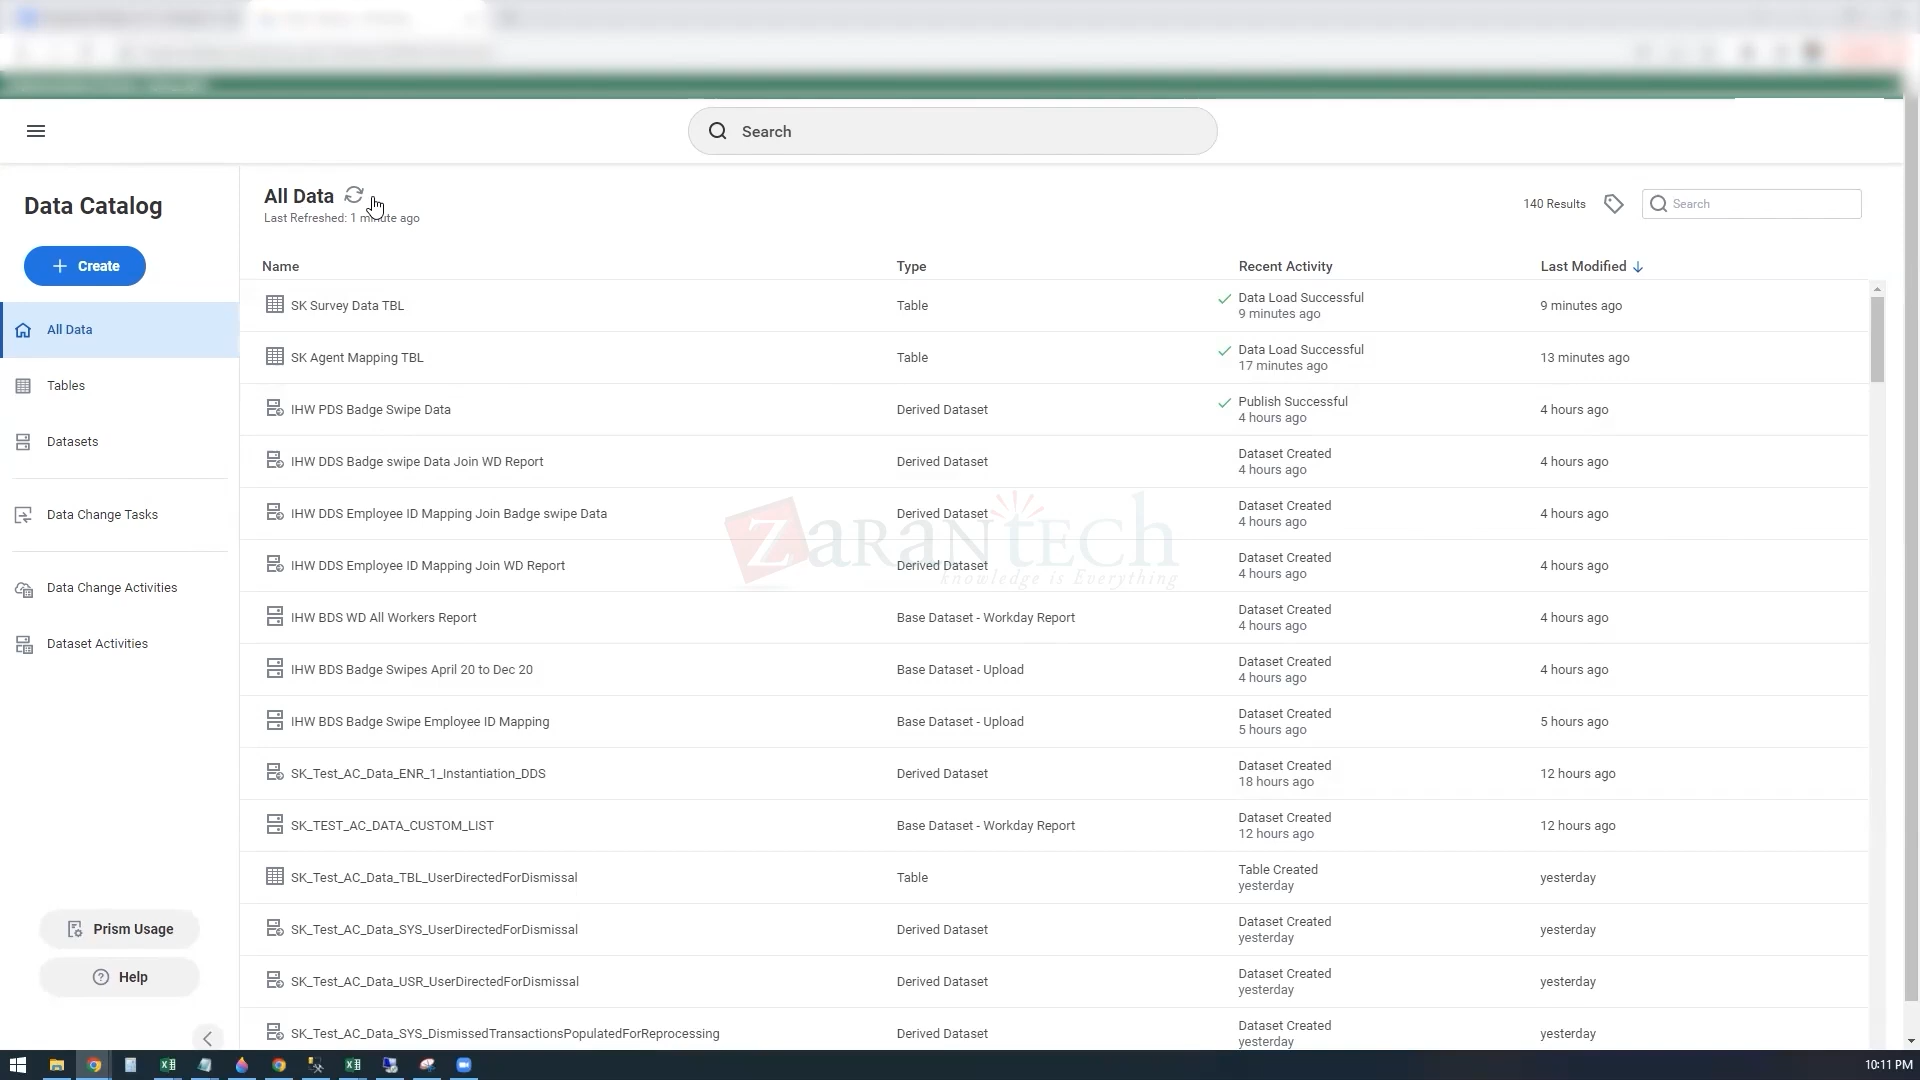 Search
Data Catalog
Create
All Data
Tables
Datasets
Data Change Tasks
Data Change Activities
Dataset Activities
Prism Usage
Help
All Data
Last Refreshed: 1 minute ago
140 Results
Search
Name Type Recent Activity Last Modified
SK Survey Data TBL Table Data Load Successful 9 minutes ago
9 minutes ago
SK Agent Mapping TBL Table Data Load Successful 13 minutes ago
17 minutes ago
IHW PDS Badge Swipe Data Derived Dataset Publish Successful 4 hours ago
4 hours ago
IHW DDS Badge swipe Data Join WD Report Derived Dataset Dataset Created 4 hours ago
4 hours ago
IHW DDS Employee ID Mapping Join Badge swipe Data Derived Dataset Dataset Created 4 hours ago
4 hours ago
IHW DDS Employee ID Mapping Join WD Report Derived Dataset Dataset Created 4 hours ago
4 hours ago
IHW BDS WD All Workers Report Base Dataset - Workday Report Dataset Created 4 hours ago
4 hours ago
IHW BDS Badge Swipes April 20 to Dec 20 Base Dataset - Upload Dataset Created 4 hours ago
4 hours ago
IHW BDS Badge Swipe Employee ID Mapping Base Dataset - Upload Dataset Created 5 hours ago
5 hours ago
SK_Test_AC_Data_ENR_1_Instantiation_DDS Derived Dataset Dataset Created 12 hours ago
18 hours ago
SK_TEST_AC_DATA_CUSTOM_LIST Base Dataset - Workday Report Dataset Created 12 hours ago
12 hours ago
SK_Test_AC_Data_TBL_UserDirectedForDismissal Table Table Created yesterday
yesterday
SK_Test_AC_Data_SYS_UserDirectedForDismissal Derived Dataset Dataset Created yesterday
yesterday
SK_Test_AC_Data_USR_UserDirectedForDismissal Derived Dataset Dataset Created yesterday
yesterday
SK_Test_AC_Data_SYS_DismissedTransactionsPopulatedForReprocessing Derived Dataset Dataset Created yesterday
yesterday
ZaranTech
knowledge is Everything
10:11 PM